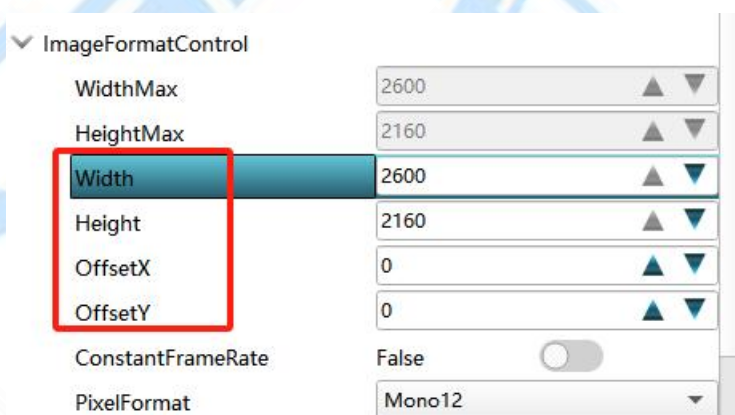 ImageFormatControl
WidthMax 2600
HeightMax 2160
Width 2600
Height 2160
OffsetX 0
OffsetY 0
ConstantFrameRate False
PixelFormat Mono12